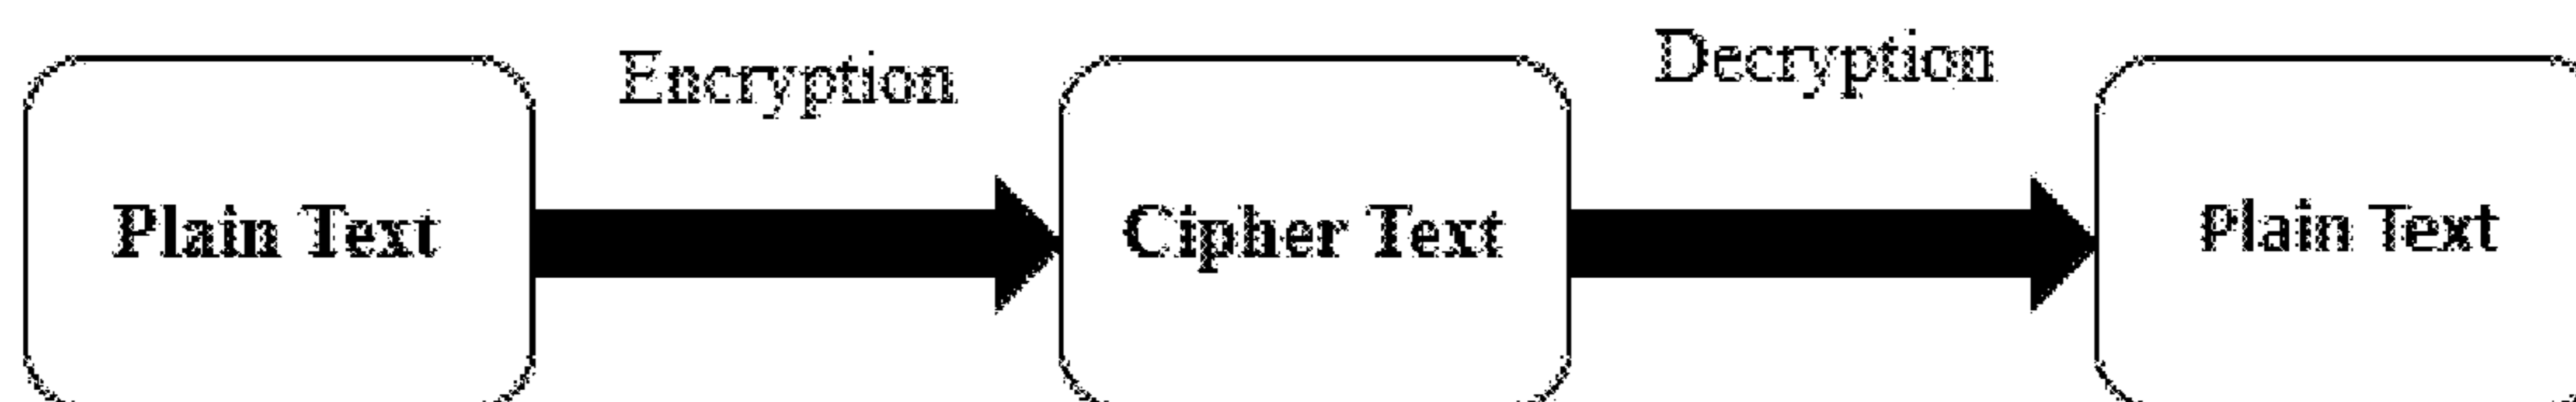 Encryption
Decryption
Plain Text
Cipher Text
Plain Text